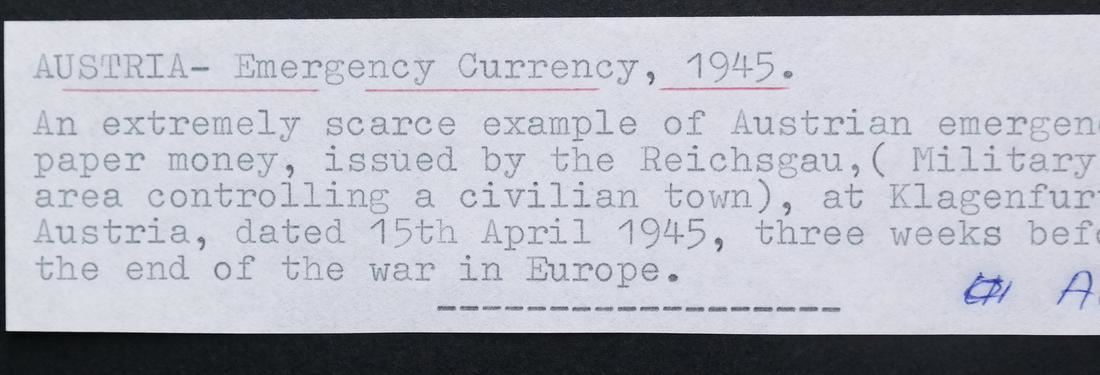 AUSTRIA- Emergency Currency, 1945.
An extremely scarce example of Austrian
paper money, issued by the Reichsgau,( Military
area controlling a civilian town), at
Austria, dated 15th April 1945, three weeks
the end of the war in Europe.